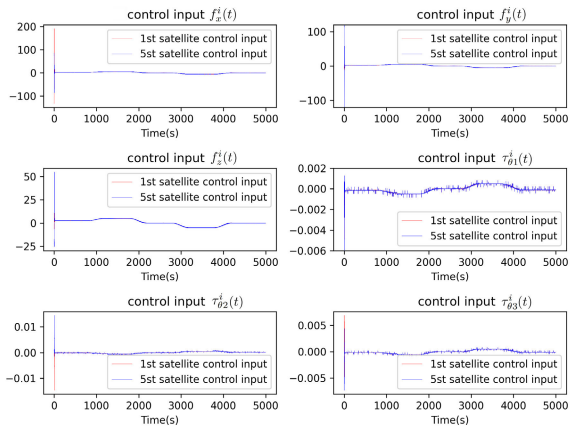 control input $f_x^i(t)$
200
100
0
−100
0 1000 2000 3000 4000 5000
Time(s)
1st satellite control input
5st satellite control input
control input $f_y^i(t)$
100
0
−100
0 1000 2000 3000 4000 5000
Time(s)
1st satellite control input
5st satellite control input
control input $f_z^i(t)$
50
25
0
−25
0 1000 2000 3000 4000 5000
Time(s)
1st satellite control input
5st satellite control input
control input $\tau_{\theta 1}^i(t)$
0.002
0.000
−0.002
−0.004
−0.006
0 1000 2000 3000 4000 5000
Time(s)
1st satellite control input
5st satellite control input
control input $\tau_{\theta 2}^i(t)$
0.01
0.00
−0.01
0 1000 2000 3000 4000 5000
Time(s)
1st satellite control input
5st satellite control input
control input $\tau_{\theta 3}^i(t)$
0.005
0.000
−0.005
0 1000 2000 3000 4000 5000
Time(s)
1st satellite control input
5st satellite control input